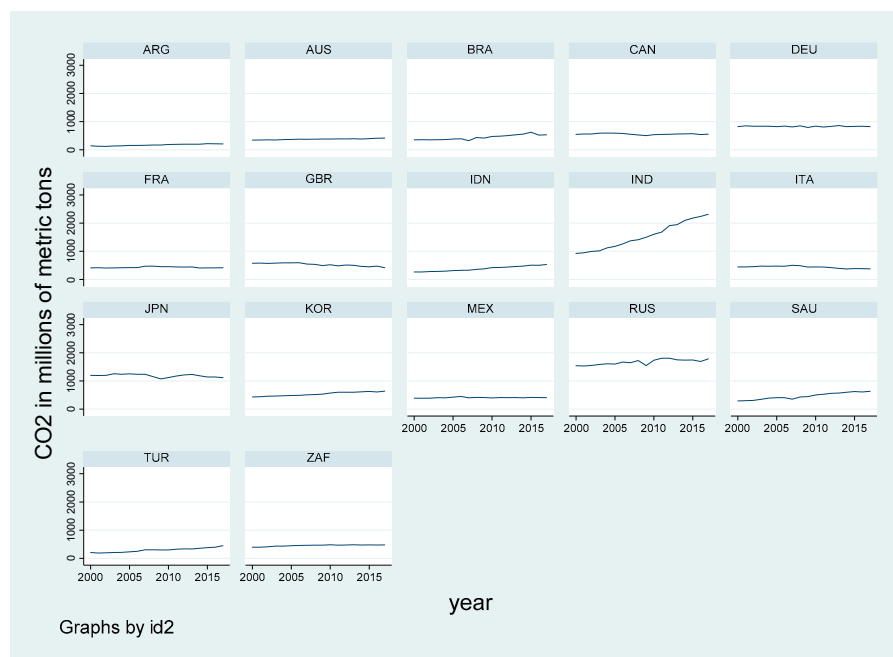 CO2 in millions of metric tons
ARG AUS BRA CAN DEU
0 1000 2000 3000
FRA GBR IDN IND ITA
0 1000 2000 3000
JPN KOR MEX RUS SAU
0 1000 2000 3000
2000 2005 2010 2015 2000 2005 2010 2015 2000 2005 2010 2015
TUR ZAF
0 1000 2000 3000
2000 2005 2010 2015 2000 2005 2010 2015
year
Graphs by id2